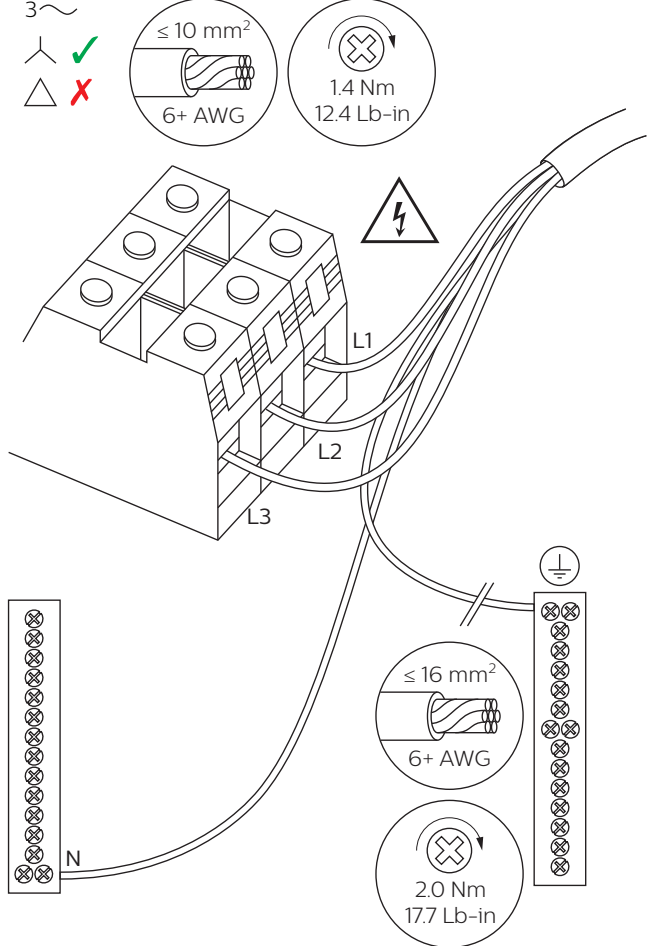 3~
≤ 10 mm²
6+ AWG
1.4 Nm
12.4 Lb-in
L1
L2
L3
≤ 16 mm²
6+ AWG
N
2.0 Nm
17.7 Lb-in